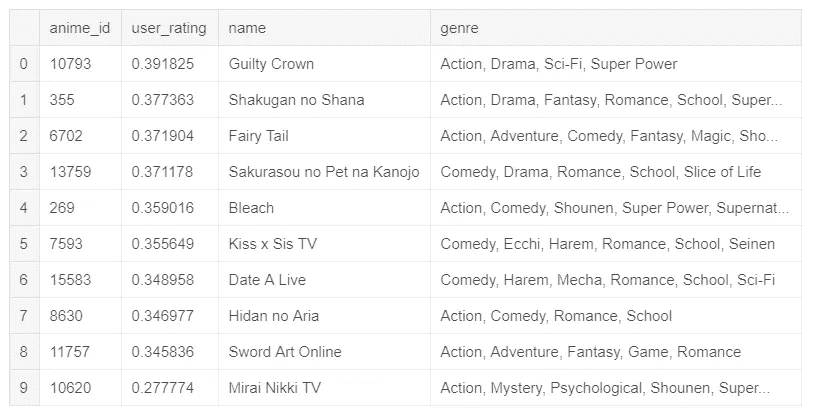 anime_id user_rating name genre
0 10793 0.391825 Guilty Crown Action, Drama, Sci-Fi, Super Power
1 355 0.377363 Shakugan no Shana Action, Drama, Fantasy, Romance, School, Super...
2 6702 0.371904 Fairy Tail Action, Adventure, Comedy, Fantasy, Magic, Sho...
3 13759 0.371178 Sakurasou no Pet na Kanojo Comedy, Drama, Romance, School, Slice of Life
4 269 0.359016 Bleach Action, Comedy, Shounen, Super Power, Supernat...
5 7593 0.355649 Kiss x Sis TV Comedy, Ecchi, Harem, Romance, School, Seinen
6 15583 0.348958 Date A Live Comedy, Harem, Mecha, Romance, School, Sci-Fi
7 8630 0.346977 Hidan no Aria Action, Comedy, Romance, School
8 11757 0.345836 Sword Art Online Action, Adventure, Fantasy, Game, Romance
9 10620 0.277774 Mirai Nikki TV Action, Mystery, Psychological, Shounen, Super...